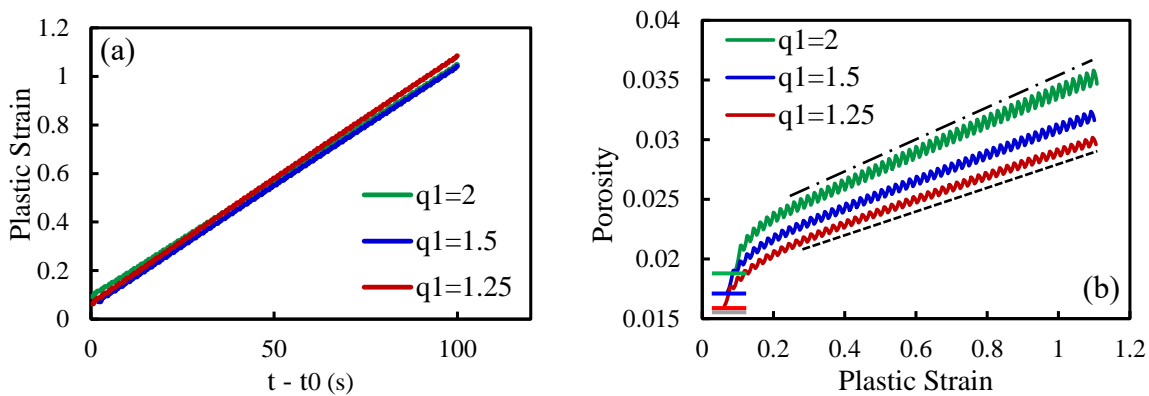 (a)
Plastic Strain
1.2
1
0.8
0.6
0.4
0.2
0
q1=2
q1=1.5
q1=1.25
0 50 100
t - t0 (s)
q1=2
q1=1.5
q1=1.25
Porosity
0.04
0.035
0.03
0.025
0.02
0.015
(b)
0 0.2 0.4 0.6 0.8 1 1.2
Plastic Strain